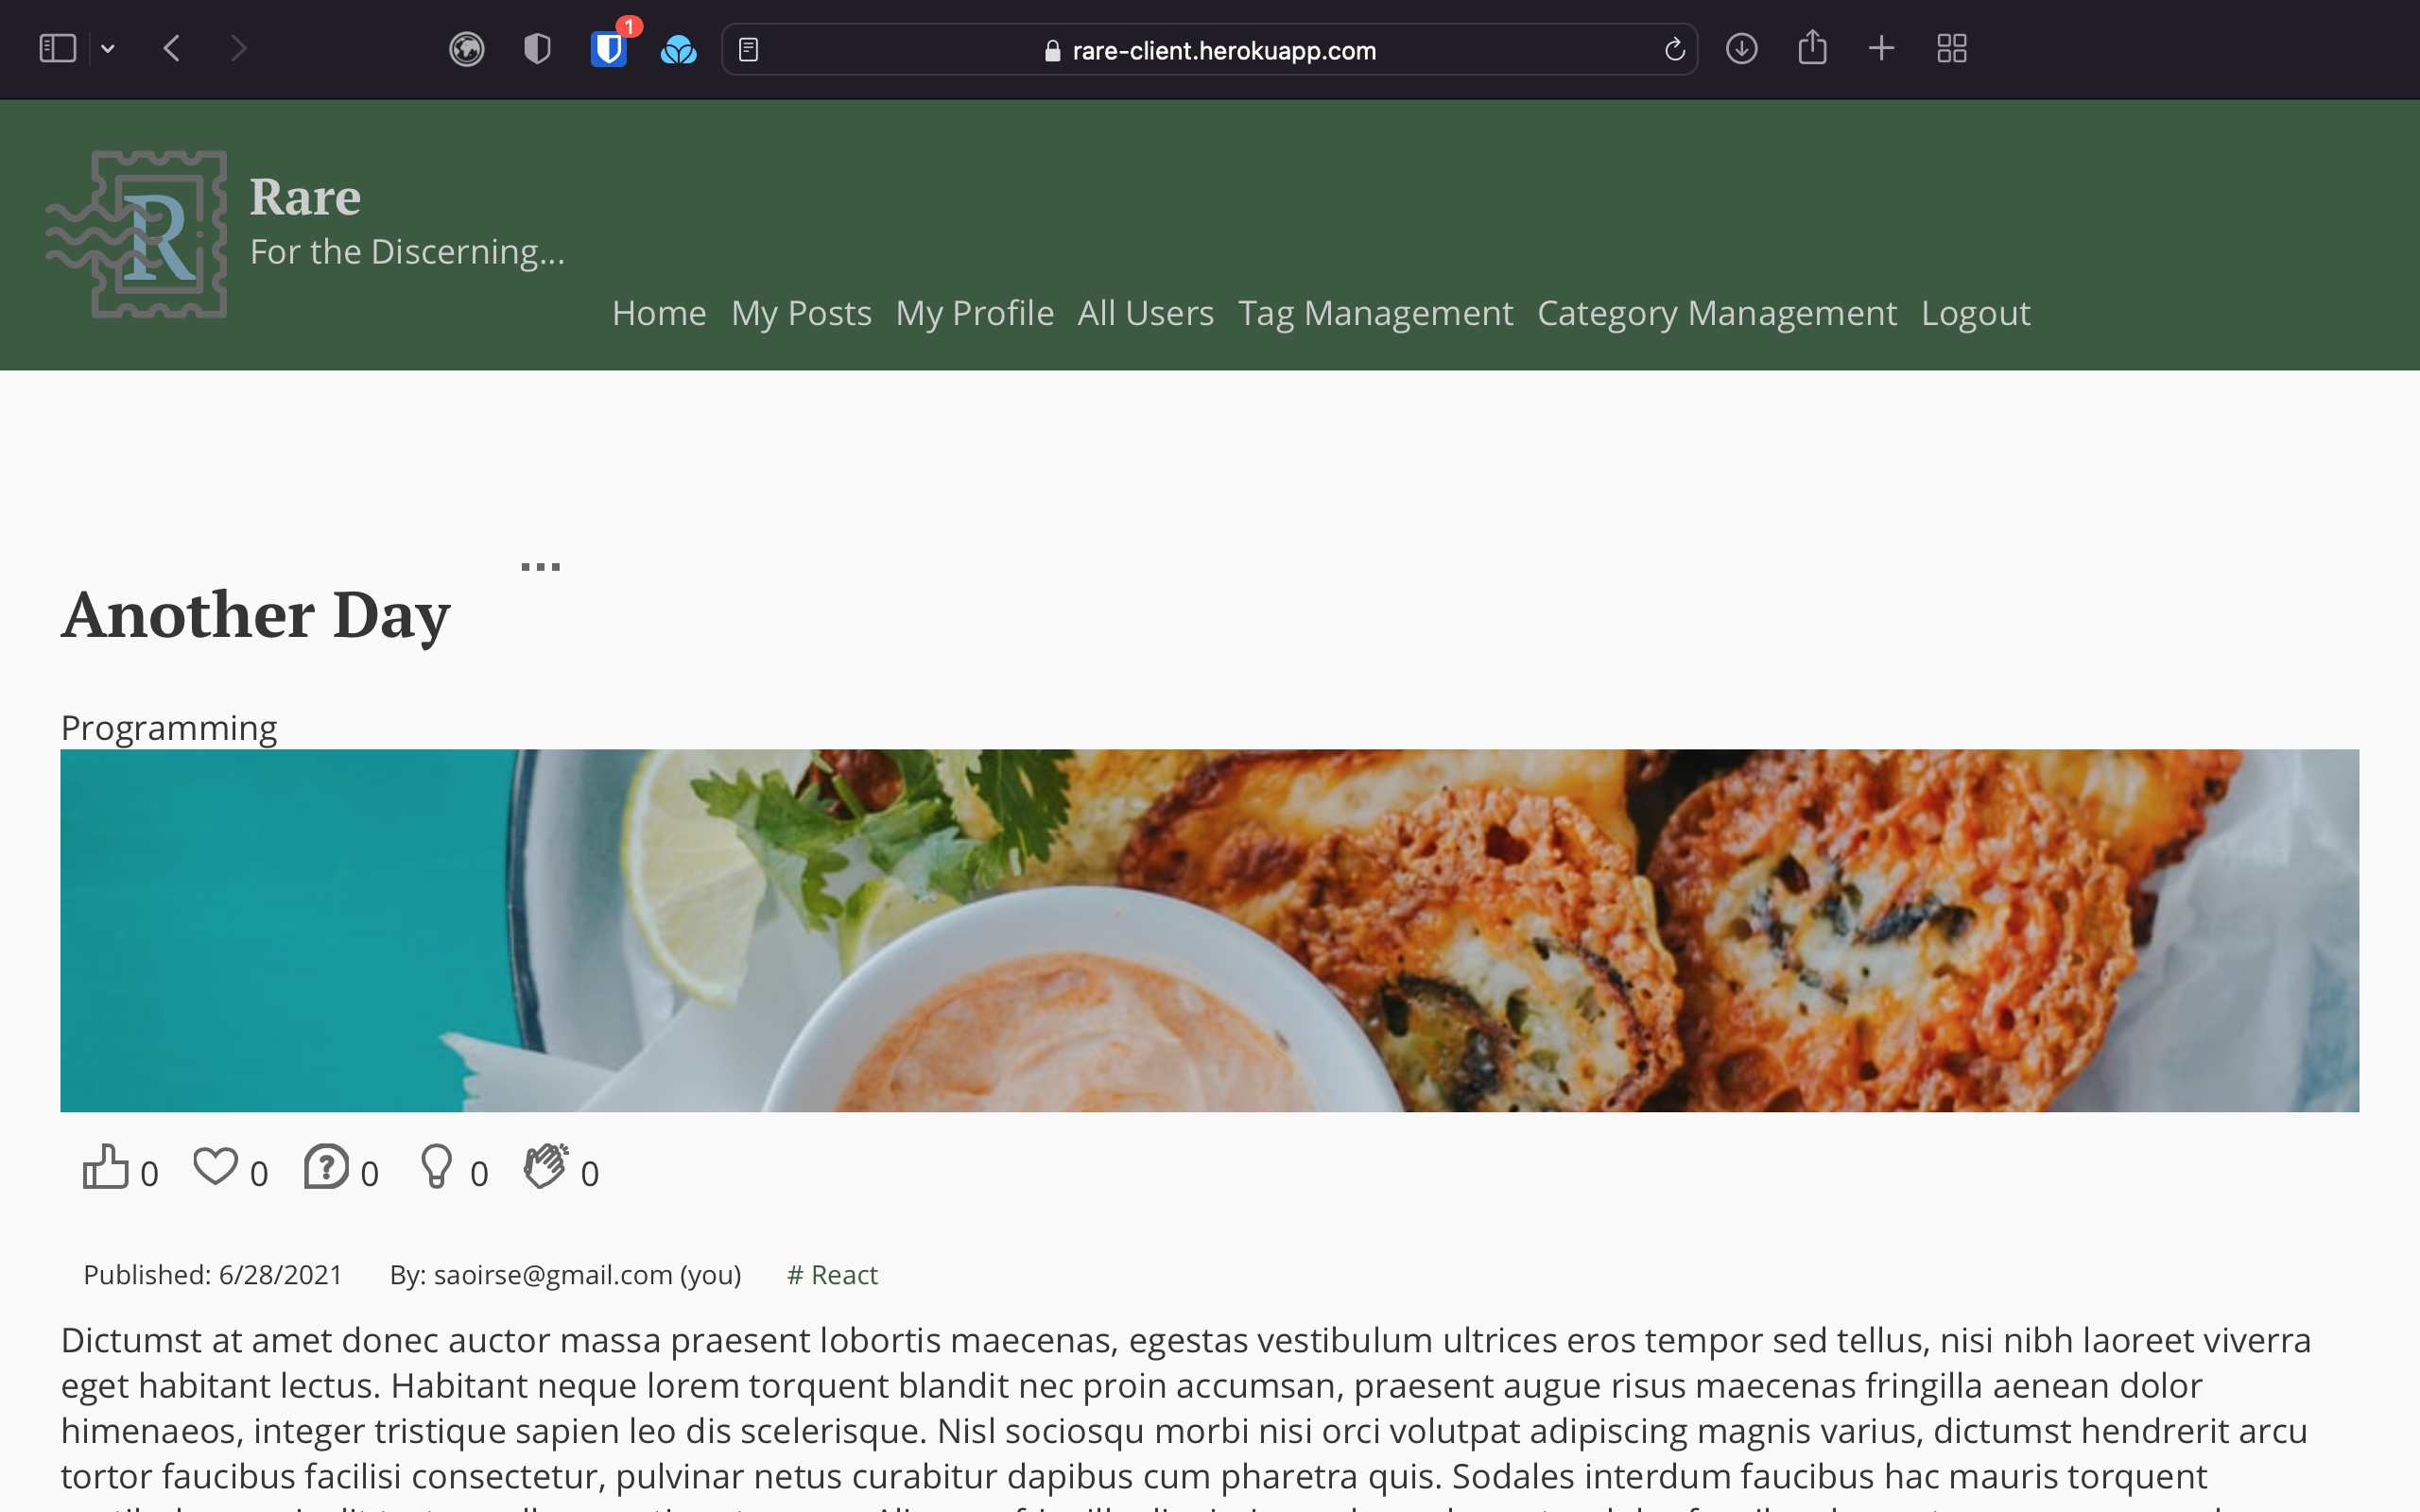 1
rare-client.herokuapp.com
R
Rare
For the Discerning...
Home My Posts My Profile All Users Tag Management Category Management Logout
Another Day
Programming
0 0 0 0 0
Published: 6/28/2021 By: saoirse@gmail.com (you) # React
Dictumst at amet donec auctor massa praesent lobortis maecenas, egestas vestibulum ultrices eros tempor sed tellus, nisi nibh laoreet viverra
eget habitant lectus. Habitant neque lorem torquent blandit nec proin accumsan, praesent augue risus maecenas fringilla aenean dolor
himenaeos, integer tristique sapien leo dis scelerisque. Nisl sociosqu morbi nisi orci volutpat adipiscing magnis varius, dictumst hendrerit arcu
tortor faucibus facilisi consectetur, pulvinar netus curabitur dapibus cum pharetra quis. Sodales interdum faucibus hac mauris torquent